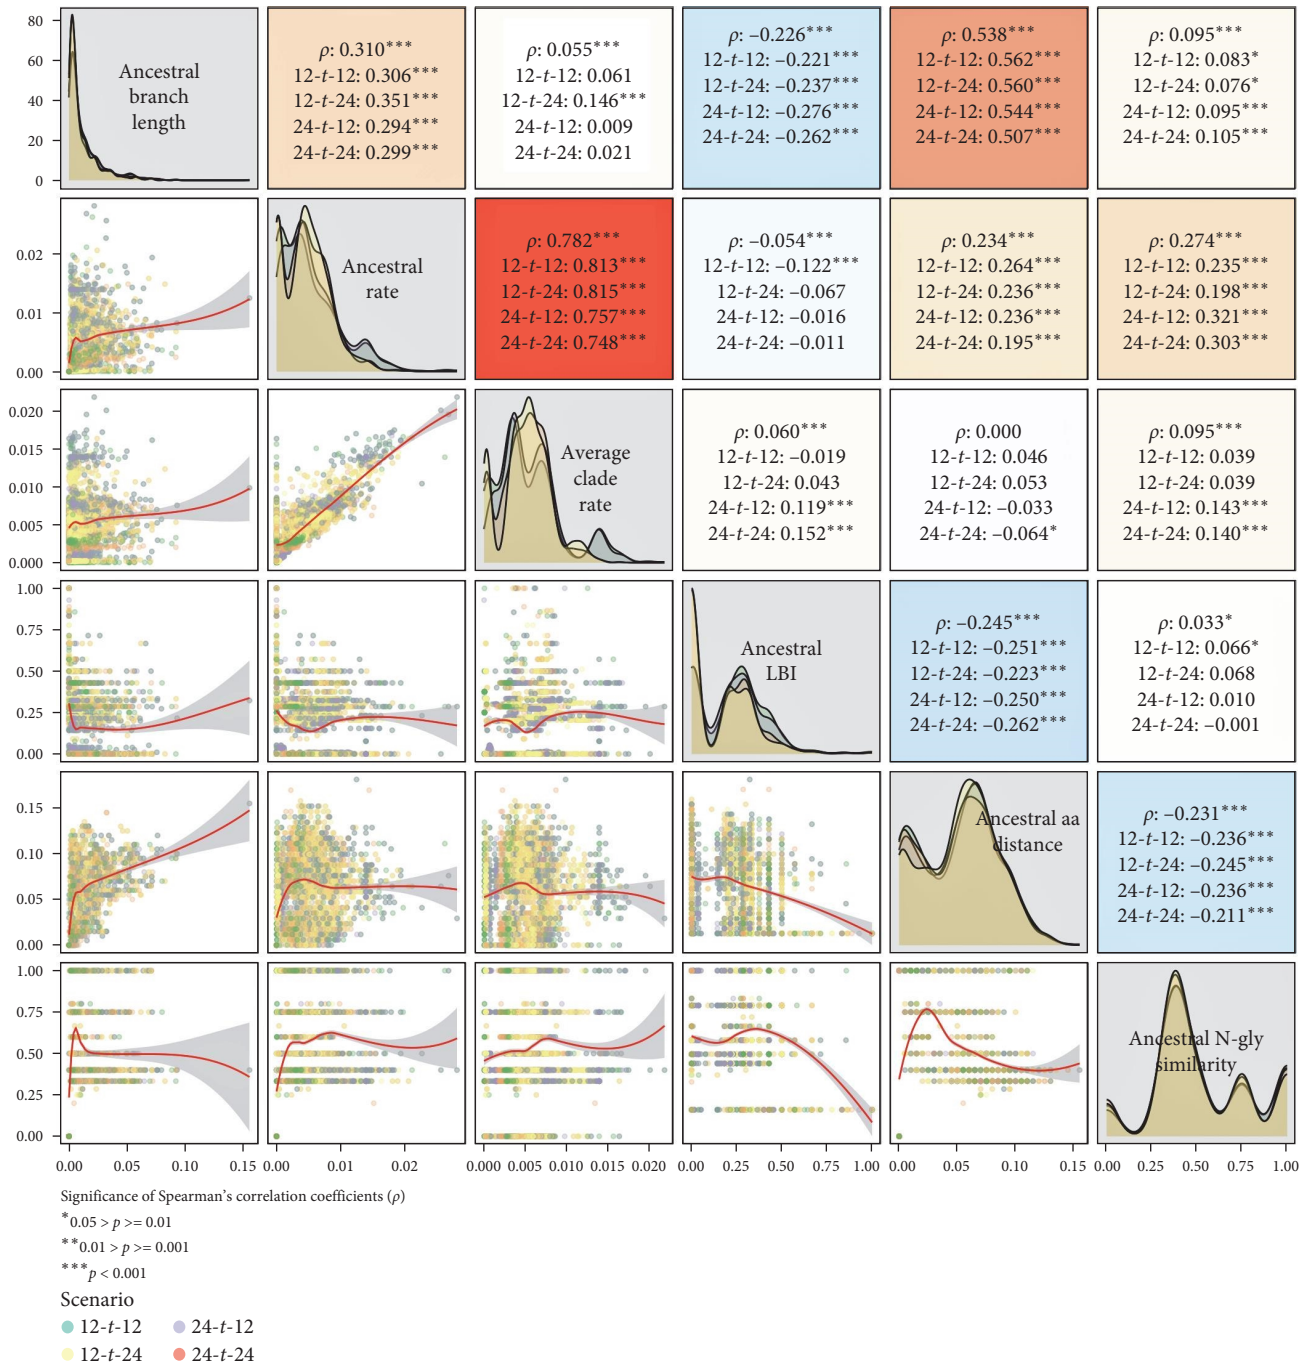 80
60
40
20
0
Ancestral
branch
length
ρ: 0.310***
12-t-12: 0.306***
12-t-24: 0.351***
24-t-12: 0.294***
24-t-24: 0.299***
ρ: 0.055***
12-t-12: 0.061
12-t-24: 0.146***
24-t-12: 0.009
24-t-24: 0.021
ρ: –0.226***
12-t-12: –0.221***
12-t-24: –0.237***
24-t-12: –0.276***
24-t-24: –0.262***
ρ: 0.538***
12-t-12: 0.562***
12-t-24: 0.560***
24-t-12: 0.544***
24-t-24: 0.507***
ρ: 0.095***
12-t-12: 0.083*
12-t-24: 0.076*
24-t-12: 0.095***
24-t-24: 0.105***
0.02
0.01
0.00
Ancestral
rate
ρ: 0.782***
12-t-12: 0.813***
12-t-24: 0.815***
24-t-12: 0.757***
24-t-24: 0.748***
ρ: –0.054***
12-t-12: –0.122***
12-t-24: –0.067
24-t-12: –0.016
24-t-24: –0.011
ρ: 0.234***
12-t-12: 0.264***
12-t-24: 0.236***
24-t-12: 0.236***
24-t-24: 0.195***
ρ: 0.274***
12-t-12: 0.235***
12-t-24: 0.198***
24-t-12: 0.321***
24-t-24: 0.303***
0.020
0.015
0.010
0.005
0.000
Average
clade
rate
ρ: 0.060***
12-t-12: –0.019
12-t-24: 0.043
24-t-12: 0.119***
24-t-24: 0.152***
ρ: 0.000
12-t-12: 0.046
12-t-24: 0.053
24-t-12: –0.033
24-t-24: –0.064*
ρ: 0.095***
12-t-12: 0.039
12-t-24: 0.039
24-t-12: 0.143***
24-t-24: 0.140***
1.00
0.75
0.50
0.25
0.00
Ancestral
LBI
ρ: –0.245***
12-t-12: –0.251***
12-t-24: –0.223***
24-t-12: –0.250***
24-t-24: –0.262***
ρ: 0.033*
12-t-12: 0.066*
12-t-24: 0.068
24-t-12: 0.010
24-t-24: –0.001
0.15
0.10
0.05
0.00
Ancestral aa
distance
ρ: –0.231***
12-t-12: –0.236***
12-t-24: –0.245***
24-t-12: –0.236***
24-t-24: –0.211***
1.00
0.75
0.50
0.25
0.00
Ancestral N-gly
similarity
0.00 0.05 0.10 0.15
0.00 0.01 0.02
0.000 0.005 0.010 0.015 0.020
0.00 0.25 0.50 0.75 1.00
0.00 0.05 0.10 0.15
0.00 0.25 0.50 0.75 1.00
Significance of Spearman's correlation coefficients (ρ)
*0.05 > p >= 0.01
**0.01 > p >= 0.001
***p < 0.001
Scenario
12-t-12 24-t-12
12-t-24 24-t-24